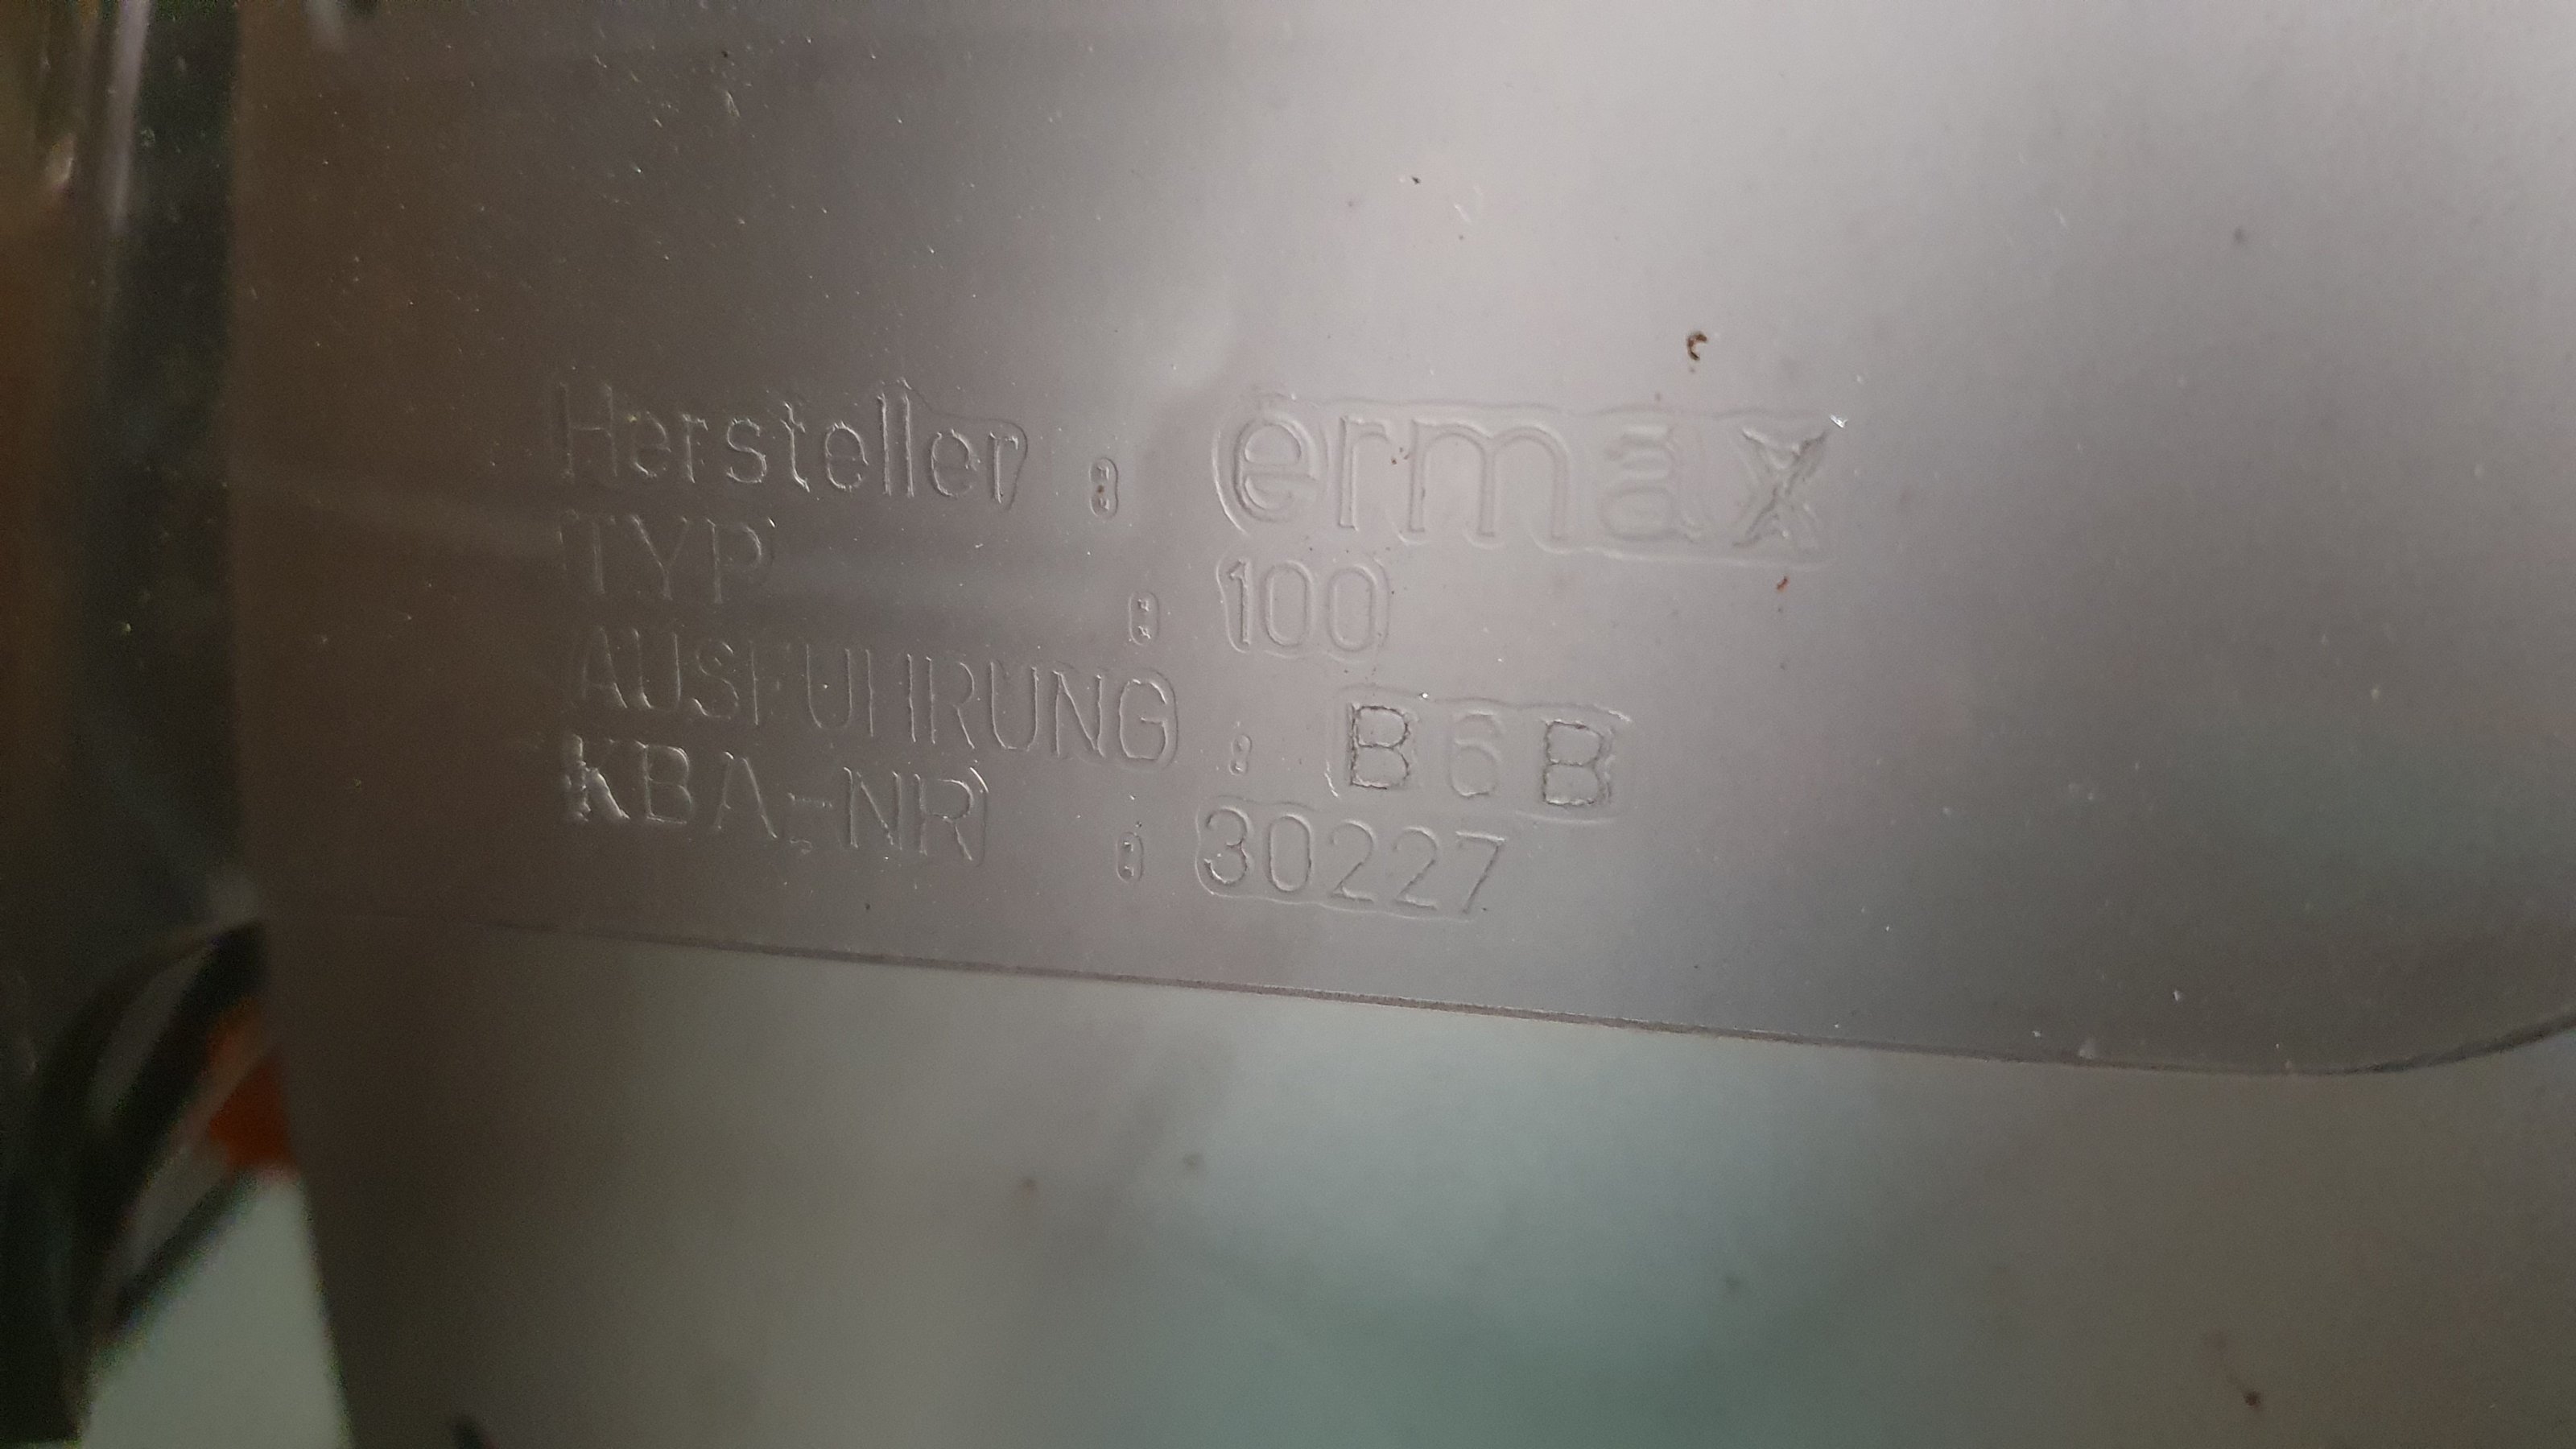 Hersteller : ermax
TYP : 100
AUSFUHRUNG : B6B
KBA-NR : 30227